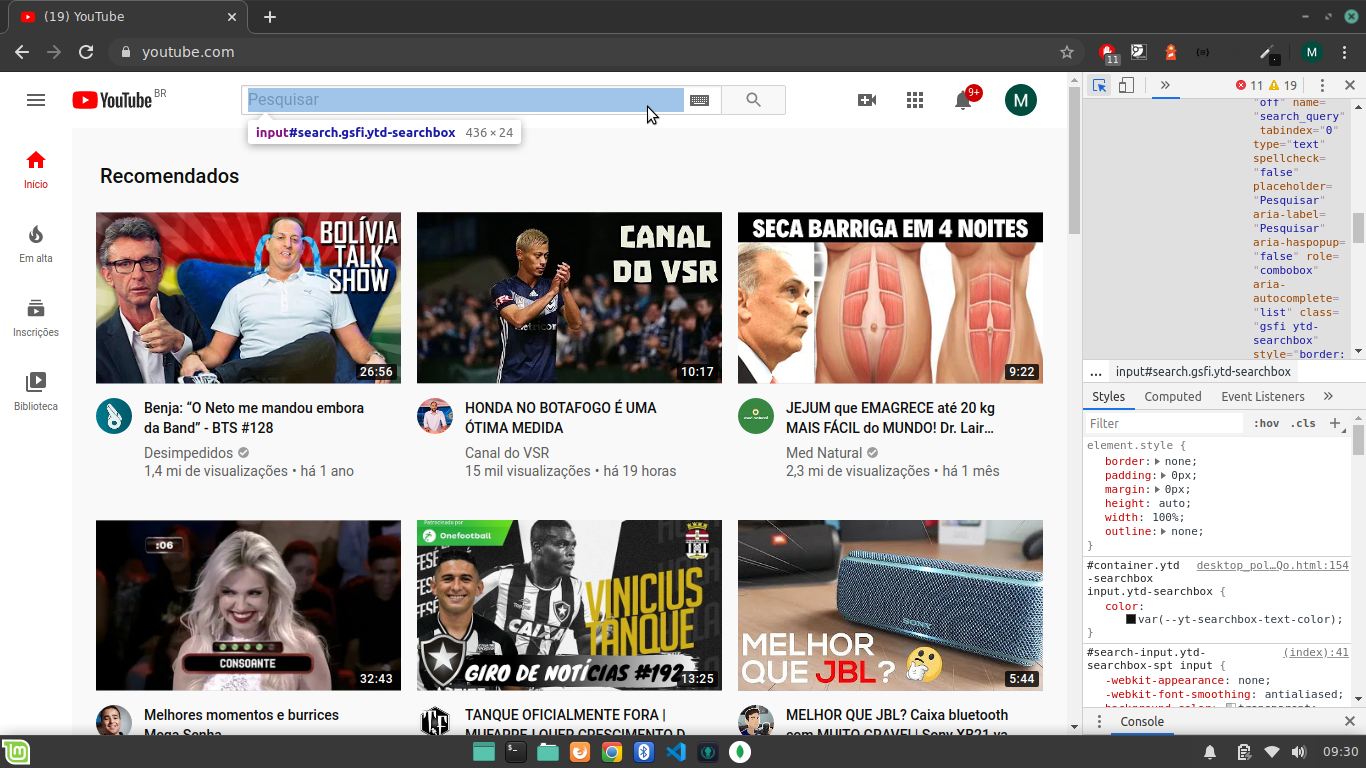 (19) YouTube
youtube.com
11
M
YouTube BR
Pesquisar
9+
M
input#search.gsfi.ytd-searchbox 436 × 24
Início
Em alta
Inscrições
Biblioteca
Recomendados
BOLÍVIA
TALK
SHOW
26:56
Benja: “O Neto me mandou embora
da Band” - BTS #128
Desimpedidos
1,4 mi de visualizações • há 1 ano
CANAL
DO VSR
10:17
HONDA NO BOTAFOGO É UMA
ÓTIMA MEDIDA
Canal do VSR
15 mil visualizações • há 19 horas
SECA BARRIGA EM 4 NOITES
9:22
JEJUM que EMAGRECE até 20 kg
MAIS FÁCIL do MUNDO! Dr. Lair…
Med Natural
2,3 mi de visualizações • há 1 mês
:06
CONSOANTE
32:43
Melhores momentos e burrices
Patrocinado por
Onefootball
CAIXA
VINICIUS
TANQUE
GIRO DE NOTÍCIAS #192
13:25
TANQUE OFICIALMENTE FORA |
SONY
MELHOR
QUE JBL?
5:44
MELHOR QUE JBL? Caixa bluetooth
11 19
"off" name=
"search_query"
tabindex="0"
type="text"
spellcheck=
"false"
placeholder=
"Pesquisar"
aria-label=
"Pesquisar"
aria-haspopup=
"false" role=
"combobox"
aria-
autocomplete=
"list" class=
"gsfi ytd-
searchbox"
style="border:
... input#search.gsfi.ytd-searchbox
Styles Computed Event Listeners
Filter :hov .cls +
element.style {
border: none;
padding: 0px;
margin: 0px;
height: auto;
width: 100%;
outline: none;
}
#container.ytd desktop_pol…Qo.html:154
-searchbox
input.ytd-searchbox {
color:
var(--yt-searchbox-text-color);
}
#search-input.ytd- (index):41
searchbox-spt input {
-webkit-appearance: none;
-webkit-font-smoothing: antialiased;
Console
09:30